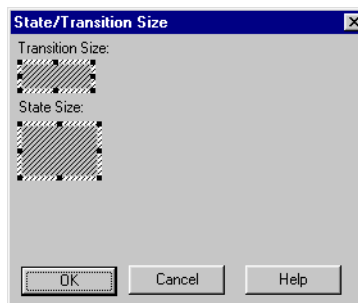 State/Transition Size
Transition Size:
State Size:
OK Cancel Help